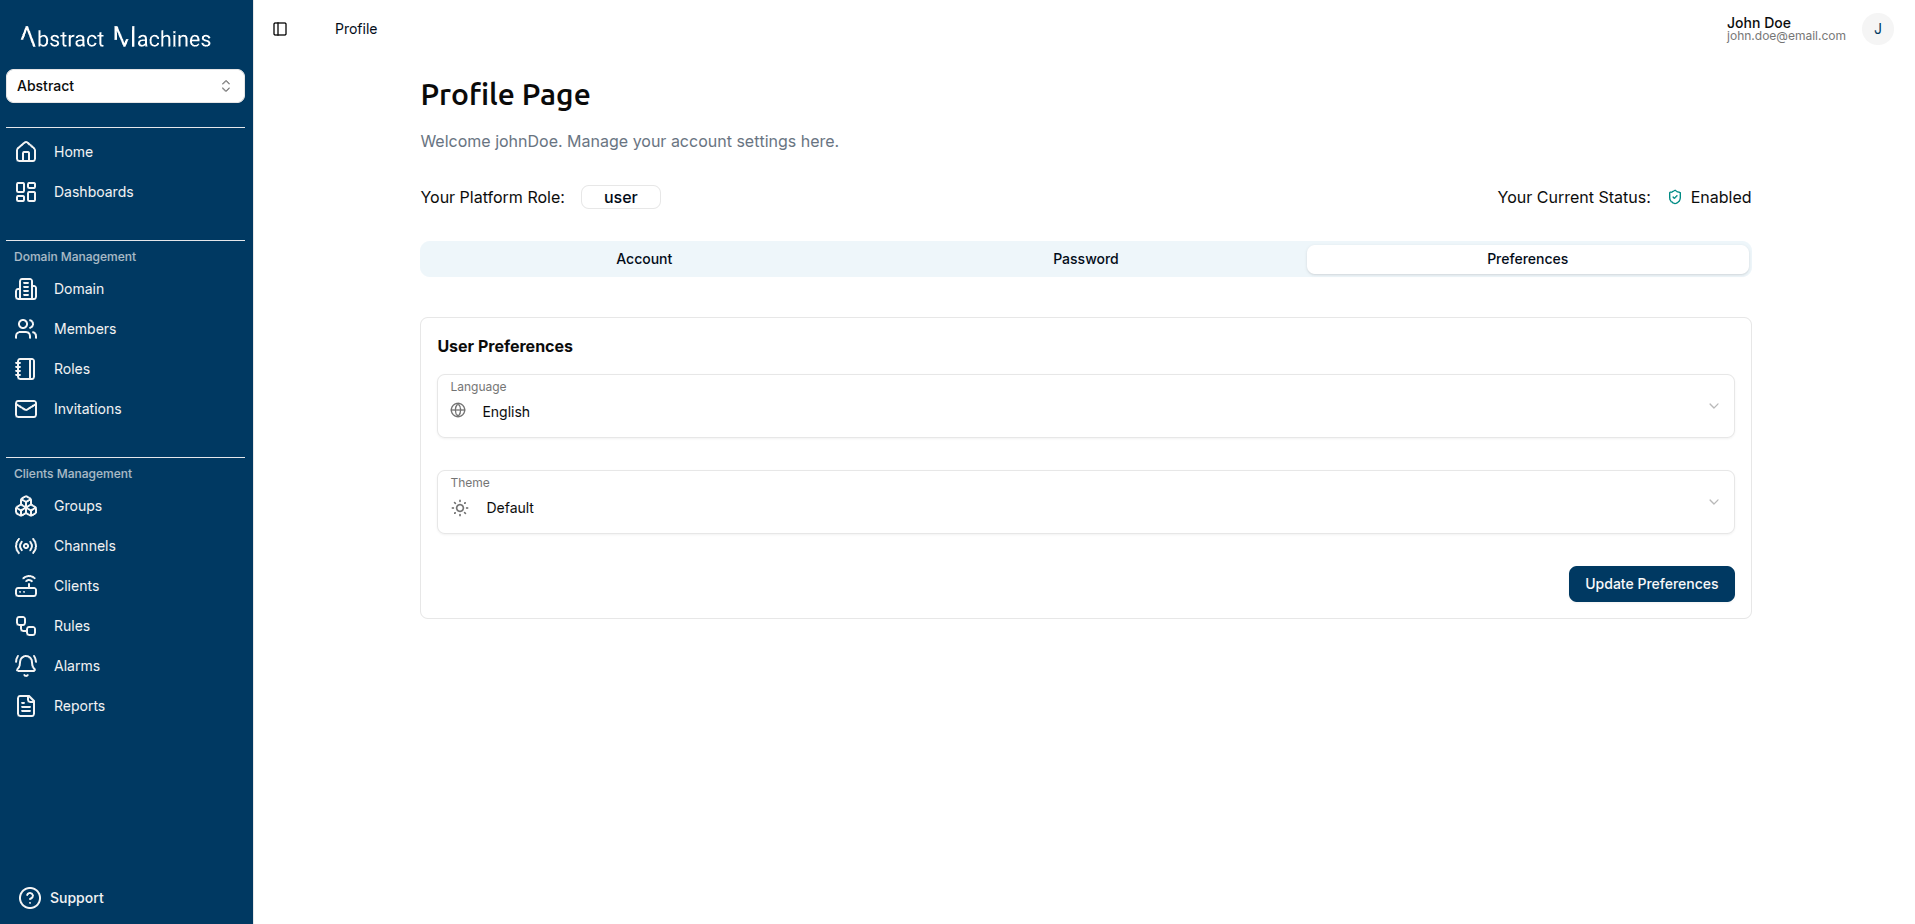 Abstract Machines
Abstract
Home
Dashboards
Domain Management
Domain
Members
Roles
Invitations
Clients Management
Groups
Channels
Clients
Rules
Alarms
Reports
Support
Profile
John Doe
john.doe@email.com
J
Profile Page
Welcome johnDoe. Manage your account settings here.
Your Platform Role: user
Your Current Status: Enabled
Account Password Preferences
User Preferences
Language
English
Theme
Default
Update Preferences